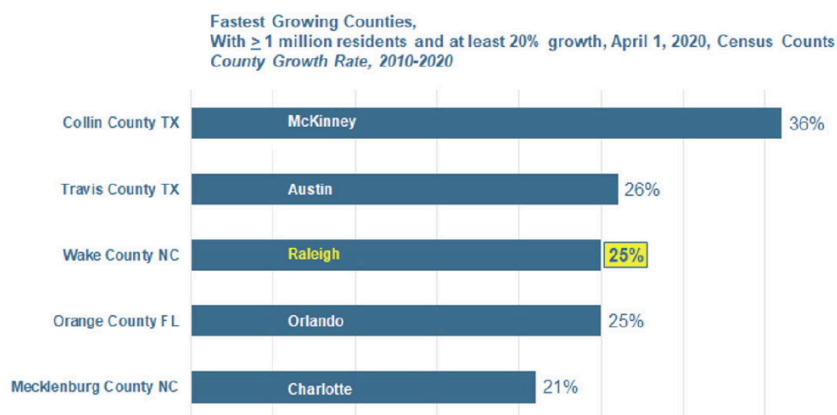 Fastest Growing Counties,
With ≥ 1 million residents and at least 20% growth, April 1, 2020, Census Counts
County Growth Rate, 2010-2020
Collin County TX McKinney 36%
Travis County TX Austin 26%
Wake County NC Raleigh 25%
Orange County FL Orlando 25%
Mecklenburg County NC Charlotte 21%